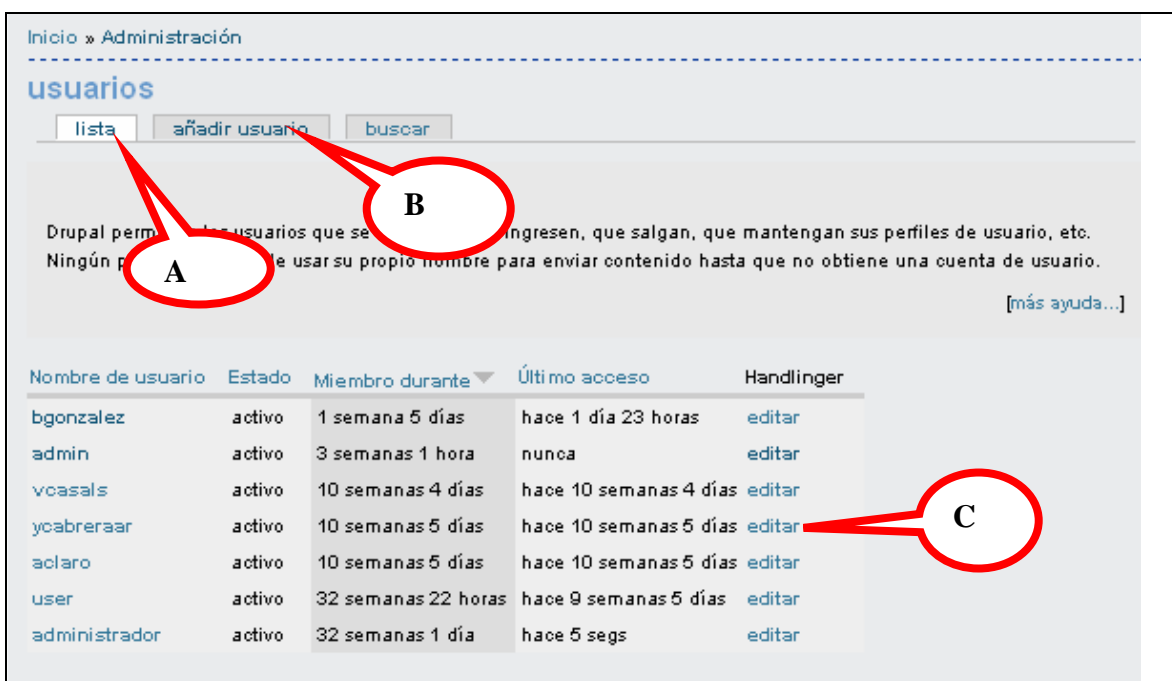 Inicio » Administración
usuarios
lista añadir usuario buscar
B
Drupal usuarios que se ingresen, que salgan, que mantengan sus perfiles de usuario, etc.
A
Ningún usar su propio nombre para enviar contenido hasta que no obtiene una cuenta de usuario.
[más ayuda...]
Nombre de usuario Estado Miembro durante Último acceso Handlinger
bgonzalez activo 1 semana 5 días hace 1 día 23 horas editar
admin activo 3 semanas 1 hora nunca editar
vcasals activo 10 semanas 4 días hace 10 semanas 4 días editar
ycabreraar activo 10 semanas 5 días hace 10 semanas 5 días editar
C
aclaro activo 10 semanas 5 días hace 10 semanas 5 días editar
user activo 32 semanas 22 horas hace 9 semanas 5 días editar
administrador activo 32 semanas 1 día hace 5 segs editar